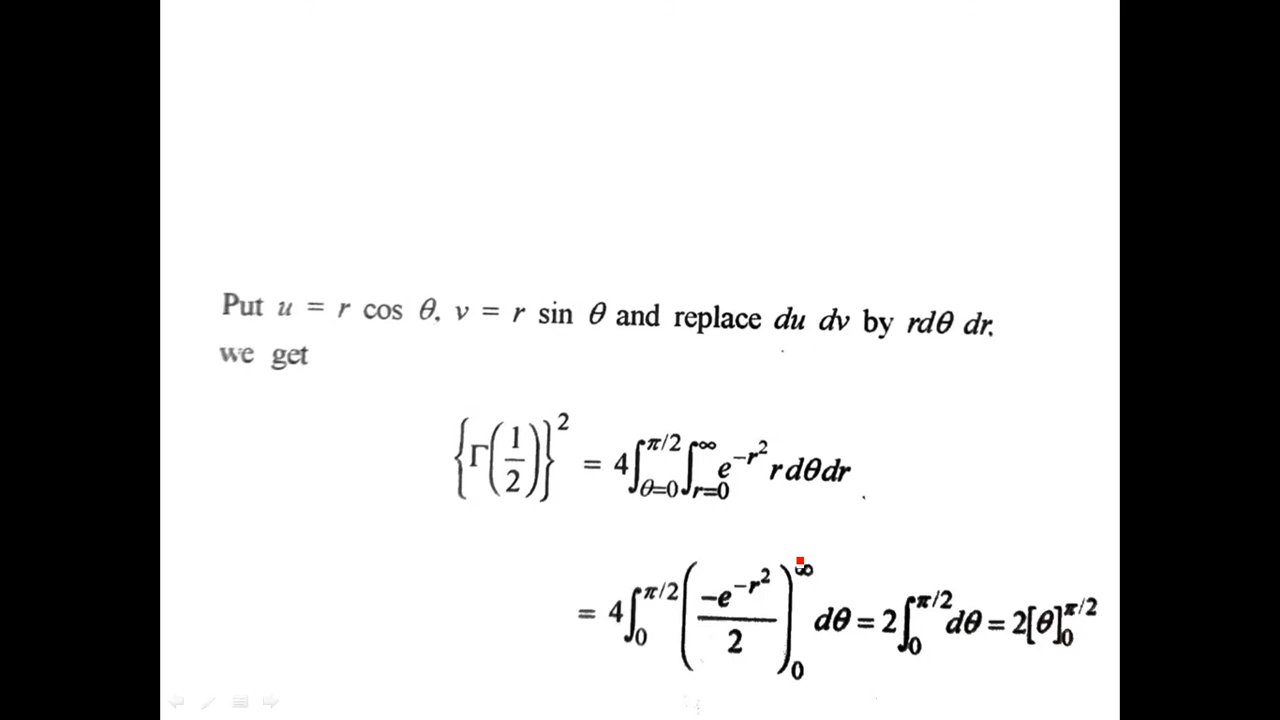 Put u = r cos θ, v = r sin θ and replace du dv by rdθ dr.
we get
{Γ(1/2)}² = 4∫_{θ=0}^{π/2} ∫_{r=0}^{∞} e^{-r²} r dθ dr
= 4∫_0^{π/2} (-e^{-r²}/2)_0^∞ dθ = 2∫_0^{π/2} dθ = 2[θ]_0^{π/2}